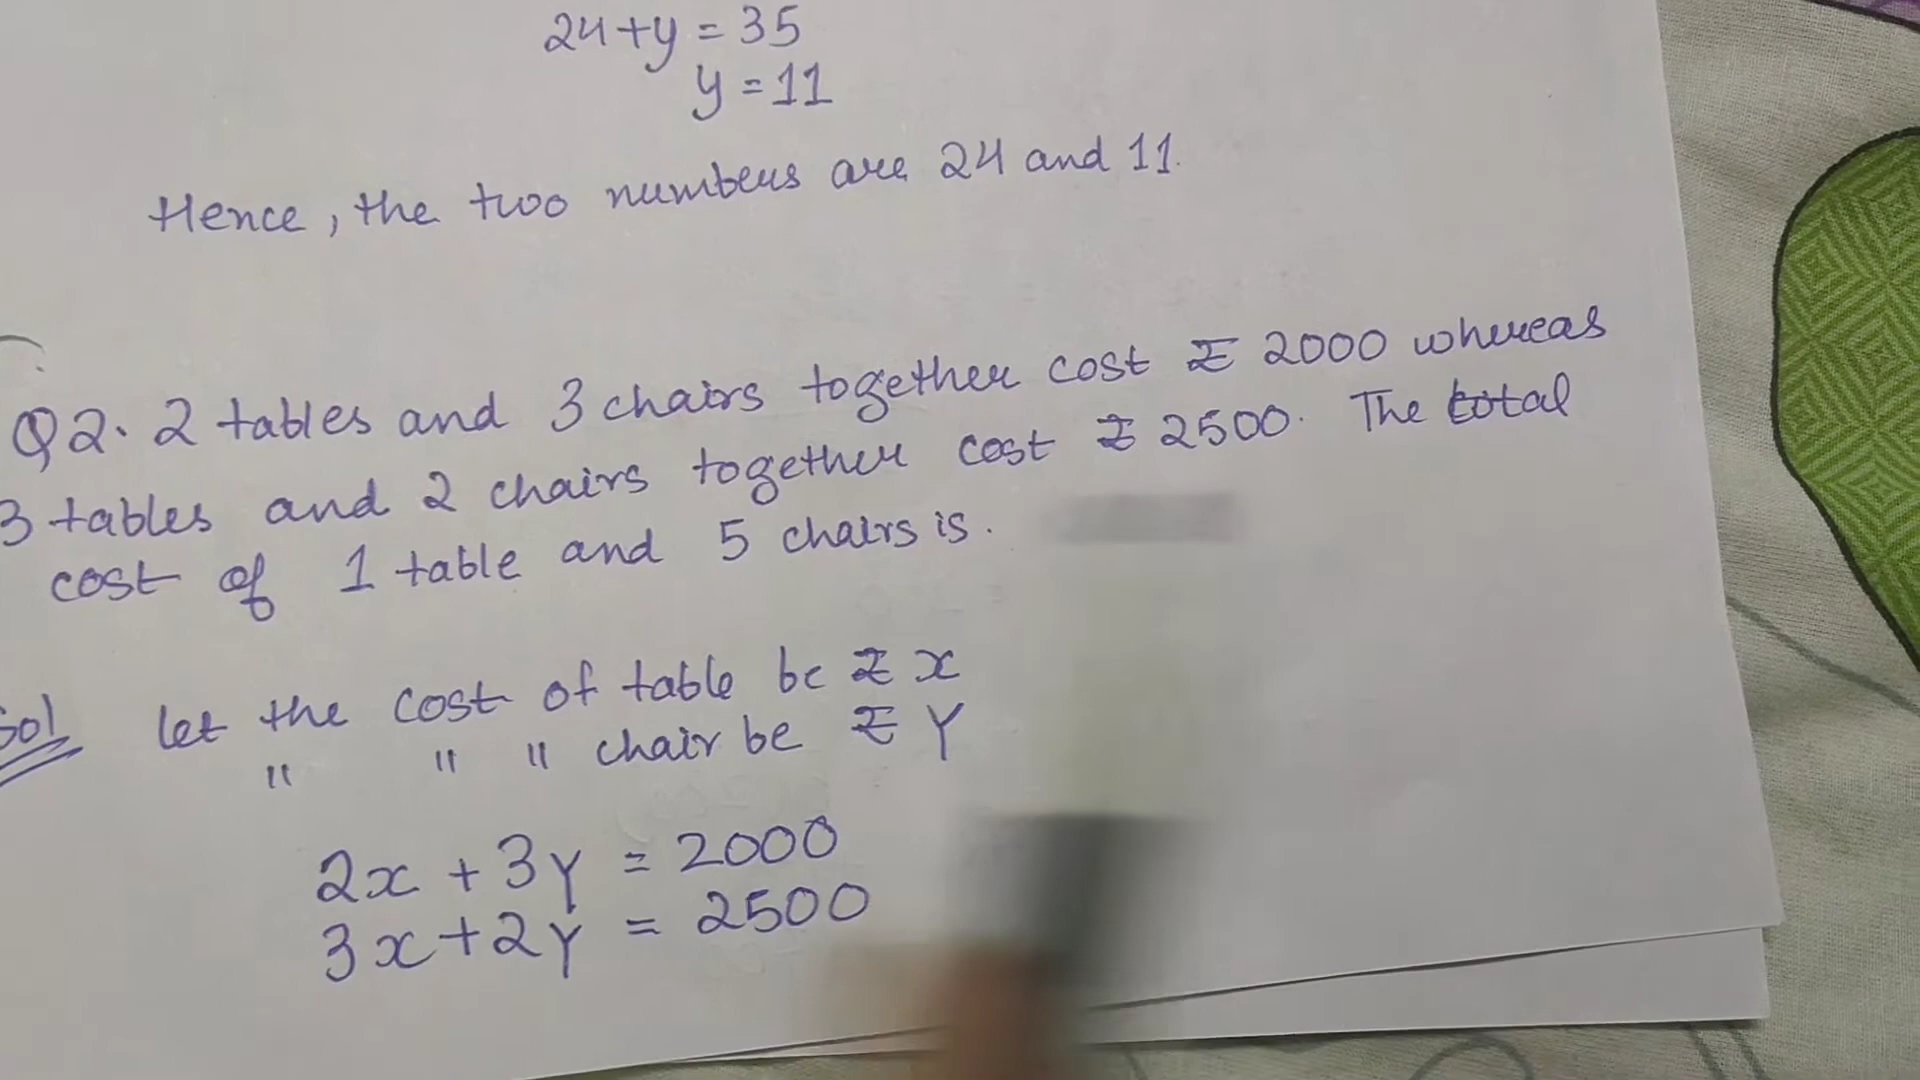 24+y = 35
y = 11
Hence, the two numbers are 24 and 11.
Q2. 2 tables and 3 chairs together cost ₹ 2000 whereas
3 tables and 2 chairs together cost ₹ 2500. The total
cost of 1 table and 5 chairs is.
Sol let the cost of table be ₹ x
" " " chair be ₹ Y
2x + 3Y = 2000
3x+2Y = 2500